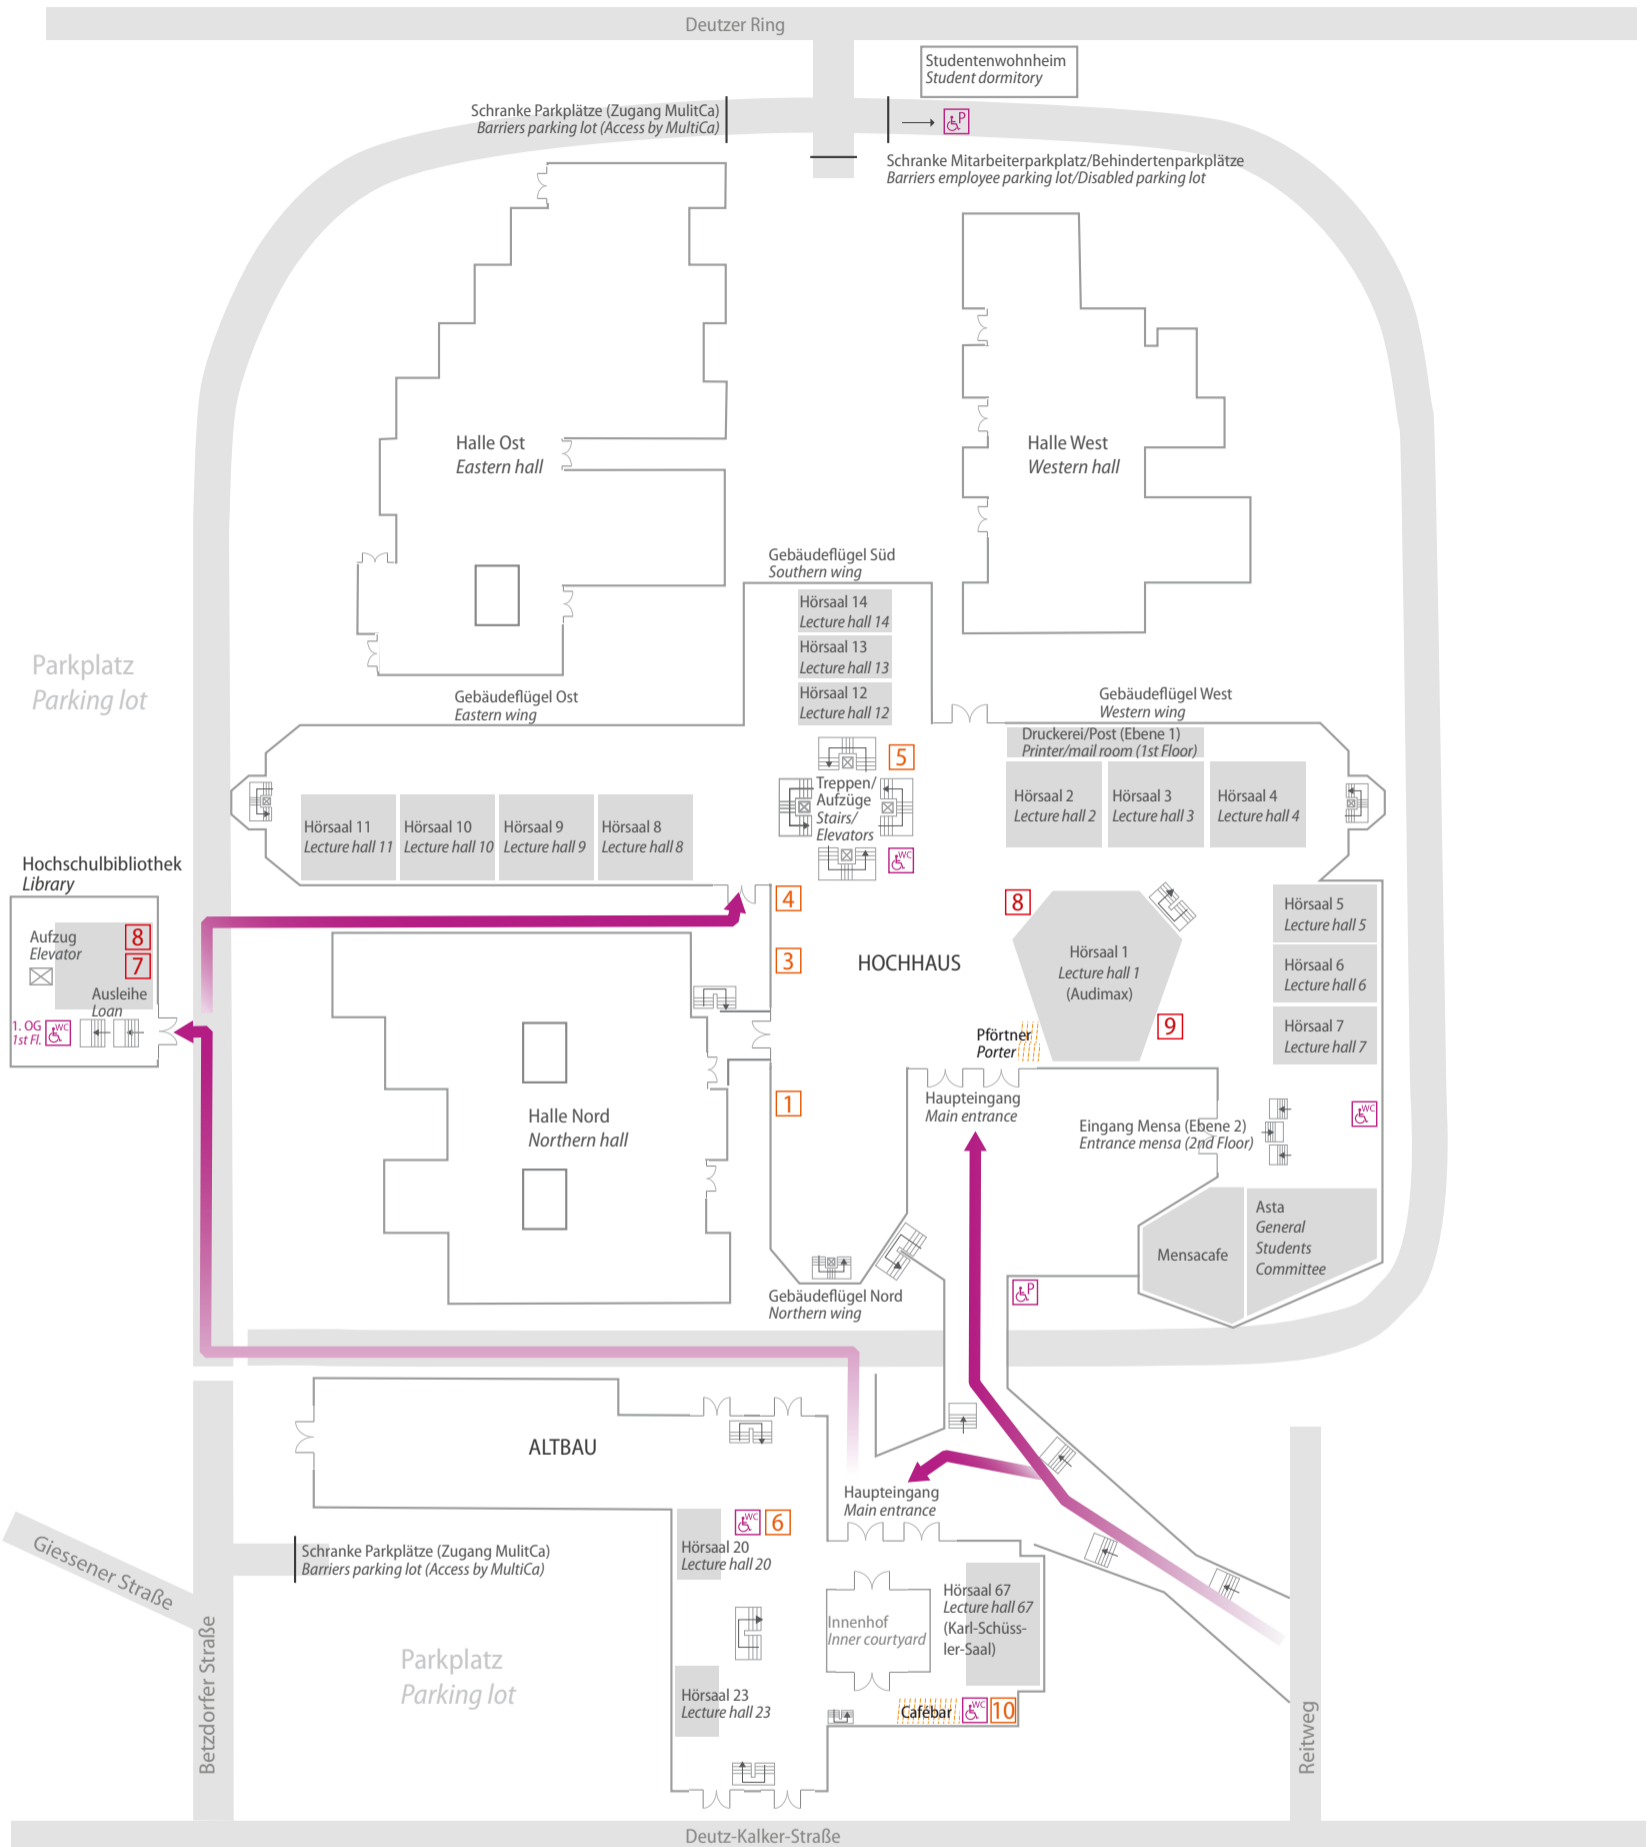 Deutzer Ring
Studentenwohnheim
Student dormitory
Schranke Parkplätze (Zugang MulitCa)
Barriers parking lot (Access by MultiCa)
P
Schranke Mitarbeiterparkplatz/Behindertenparkplätze
Barriers employee parking lot/Disabled parking lot
Halle Ost
Eastern hall
Halle West
Western hall
Gebäudeflügel Süd
Southern wing
Hörsaal 14
Lecture hall 14
Hörsaal 13
Lecture hall 13
Hörsaal 12
Lecture hall 12
Parkplatz
Parking lot
Gebäudeflügel Ost
Eastern wing
Gebäudeflügel West
Western wing
Druckerei/Post (Ebene 1)
Printer/mail room (1st Floor)
5
Treppen/
Aufzüge
Stairs/
Elevators
WC
Hörsaal 2
Lecture hall 2
Hörsaal 3
Lecture hall 3
Hörsaal 4
Lecture hall 4
Hörsaal 11
Lecture hall 11
Hörsaal 10
Lecture hall 10
Hörsaal 9
Lecture hall 9
Hörsaal 8
Lecture hall 8
Hochschulbibliothek
Library
Aufzug
Elevator
8
7
Ausleihe
Loan
1. OG
1st Fl.
WC
4
3
1
HOCHHAUS
8
Hörsaal 1
Lecture hall 1
(Audimax)
9
Pförtner
Porter
Hörsaal 5
Lecture hall 5
Hörsaal 6
Lecture hall 6
Hörsaal 7
Lecture hall 7
Haupteingang
Main entrance
WC
Eingang Mensa (Ebene 2)
Entrance mensa (2nd Floor)
Halle Nord
Northern hall
Mensacafe
Asta
General
Students
Committee
P
Gebäudeflügel Nord
Northern wing
ALTBAU
Haupteingang
Main entrance
WC
6
Hörsaal 20
Lecture hall 20
Schranke Parkplätze (Zugang MulitCa)
Barriers parking lot (Access by MultiCa)
Giessener Straße
Betzdorfer Straße
Hörsaal 67
Lecture hall 67
(Karl-Schüss-
ler-Saal)
Innenhof
Inner courtyard
Parkplatz
Parking lot
Hörsaal 23
Lecture hall 23
Cafébar
WC
10
Reitweg
Deutz-Kalker-Straße